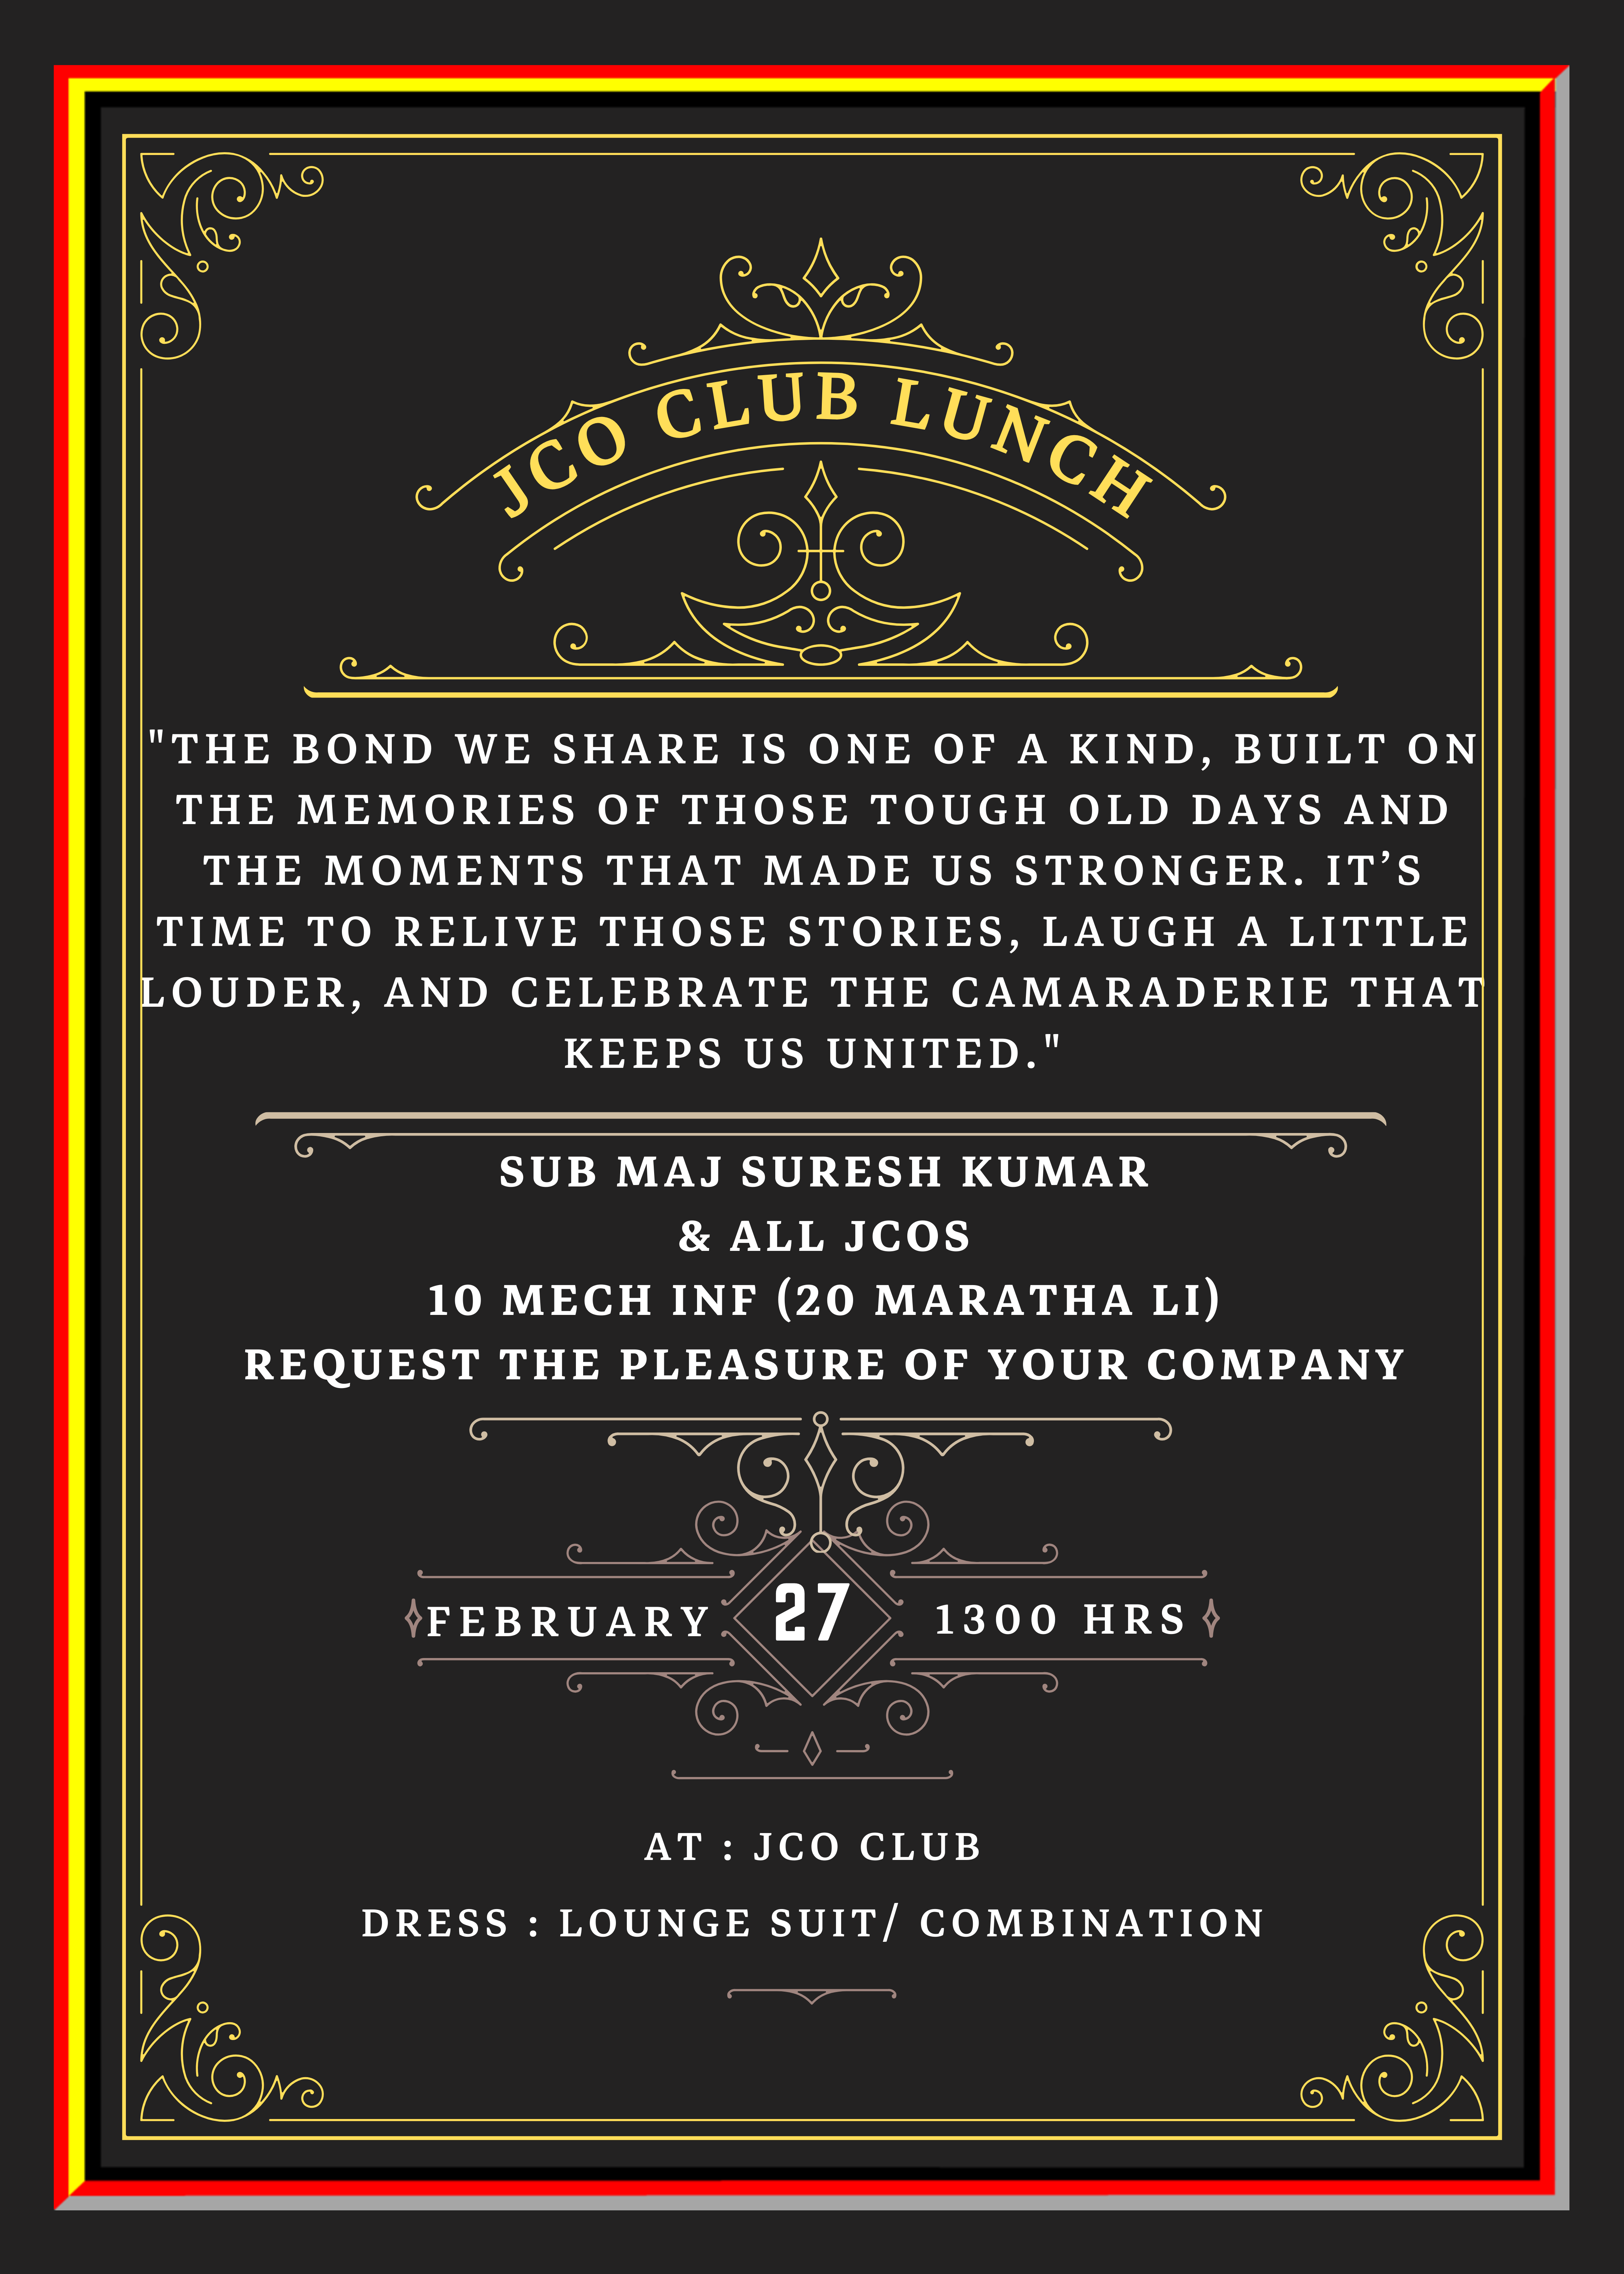 JCO CLUB LUNCH
"THE BOND WE SHARE IS ONE OF A KIND, BUILT ON
THE MEMORIES OF THOSE TOUGH OLD DAYS AND
THE MOMENTS THAT MADE US STRONGER. IT’S
TIME TO RELIVE THOSE STORIES, LAUGH A LITTLE
LOUDER, AND CELEBRATE THE CAMARADERIE THAT
KEEPS US UNITED."
SUB MAJ SURESH KUMAR
& ALL JCOS
10 MECH INF (20 MARATHA LI)
REQUEST THE PLEASURE OF YOUR COMPANY
FEBRUARY 27 1300 HRS
AT : JCO CLUB
DRESS : LOUNGE SUIT/ COMBINATION